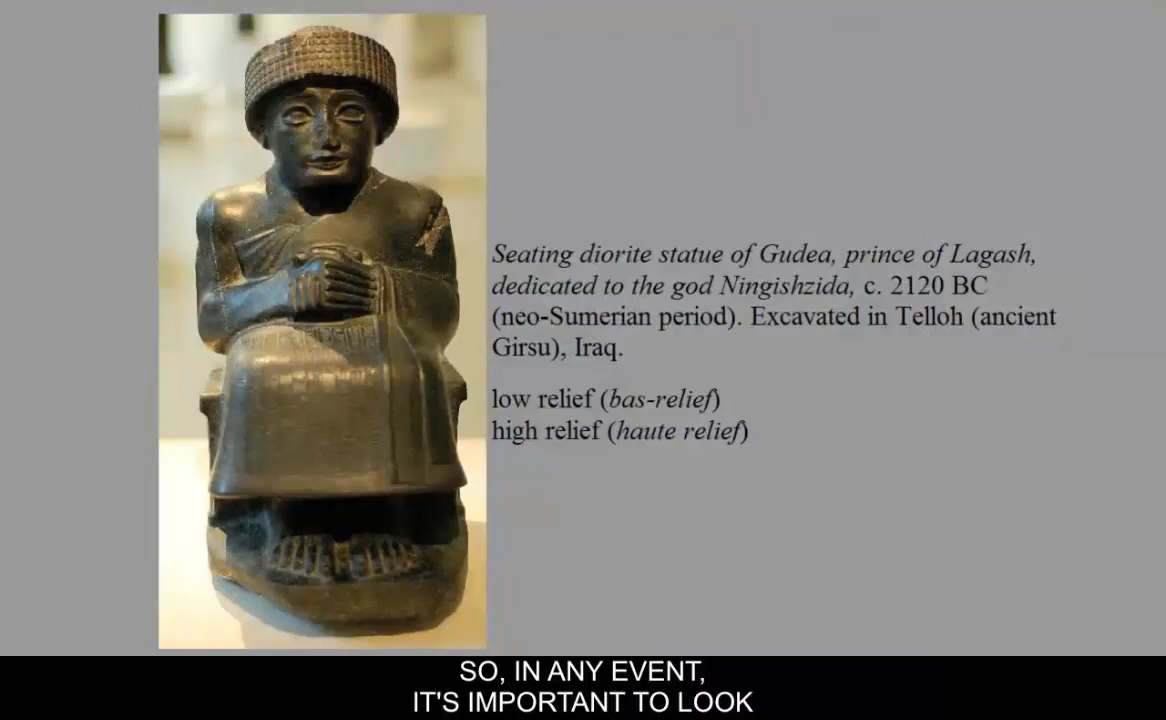 Seating diorite statue of Gudea, prince of Lagash,
dedicated to the god Ningishzida, c. 2120 BC
(neo-Sumerian period). Excavated in Telloh (ancient
Girsu), Iraq.
low relief (bas-relief)
high relief (haute relief)
SO, IN ANY EVENT,
IT'S IMPORTANT TO LOOK